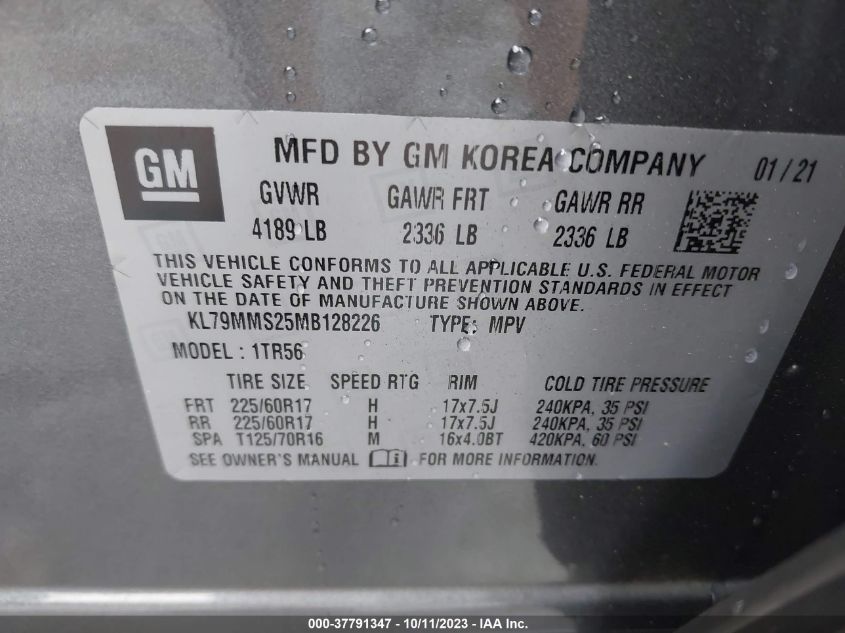 GM
MFD BY GM KOREA COMPANY 01/21
GVWR GAWR FRT GAWR RR
4189 LB 2336 LB 2336 LB
THIS VEHICLE CONFORMS TO ALL APPLICABLE U.S. FEDERAL MOTOR
VEHICLE SAFETY AND THEFT PREVENTION STANDARDS IN EFFECT
ON THE DATE OF MANUFACTURE SHOWN ABOVE.
KL79MMS25MB128226 TYPE: MPV
MODEL : 1TR56
TIRE SIZE SPEED RTG RIM COLD TIRE PRESSURE
FRT 225/60R17 H 17x7.5J 240KPA, 35 PSI
RR 225/60R17 H 17x7.5J 240KPA, 35 PSI
SPA T125/70R16 M 16x4.0BT 420KPA, 60 PSI
SEE OWNER'S MANUAL FOR MORE INFORMATION.
000-37791347 - 10/11/2023 - IAA Inc.